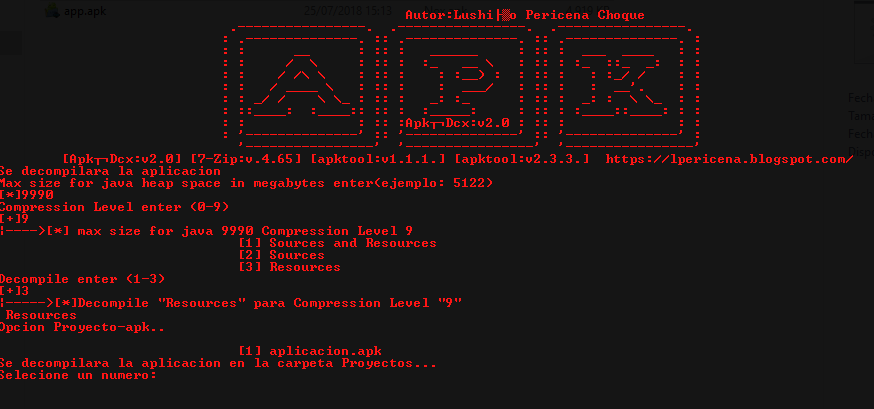 app.apk 25/07/2018 15:13
Autor:Lushi├▒o Pericena Choque
APK
Apk┬¬Dcx:v2.0
[Apk┬¬Dcx:v2.0] [7-Zip:v.4.65] [apktool:v1.1.1.] [apktool:v2.3.3.] https://lpericena.blogspot.com/
Se decompilara la aplicacion
Max size for java heap space in megabytes enter(ejemplo: 5122)
[*]9990
Compression Level enter (0-9)
[+]9
¦---->[*] max size for java 9990 Compression Level 9
[1] Sources and Resources
[2] Sources
[3] Resources
Decompile enter (1-3)
[+]3
¦----->[*]Decompile "Resources" para Compression Level "9"
Resources
Opcion Proyecto-apk..
[1] aplicacion.apk
Se decompilara la aplicacion en la carpeta Proyectos...
Selecione un numero: